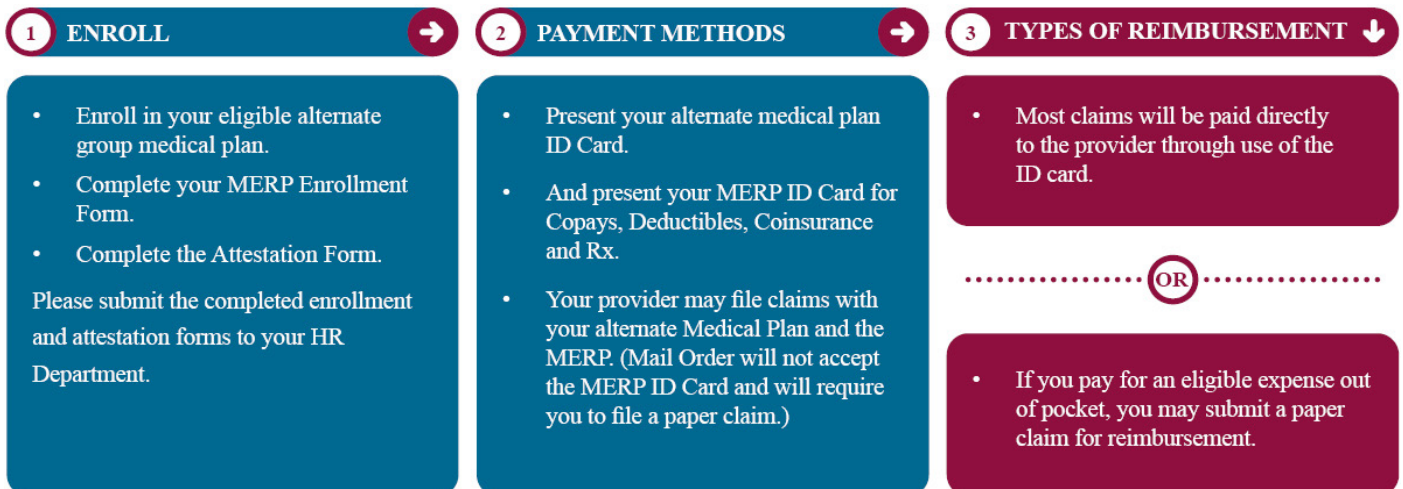 1 ENROLL
• Enroll in your eligible alternate
group medical plan.
• Complete your MERP Enrollment
Form.
• Complete the Attestation Form.
Please submit the completed enrollment
and attestation forms to your HR
Department.
2 PAYMENT METHODS
• Present your alternate medical plan
ID Card.
• And present your MERP ID Card for
Copays, Deductibles, Coinsurance
and Rx.
• Your provider may file claims with
your alternate Medical Plan and the
MERP. (Mail Order will not accept
the MERP ID Card and will require
you to file a paper claim.)
3 TYPES OF REIMBURSEMENT
• Most claims will be paid directly
to the provider through use of the
ID card.
OR
• If you pay for an eligible expense out
of pocket, you may submit a paper
claim for reimbursement.